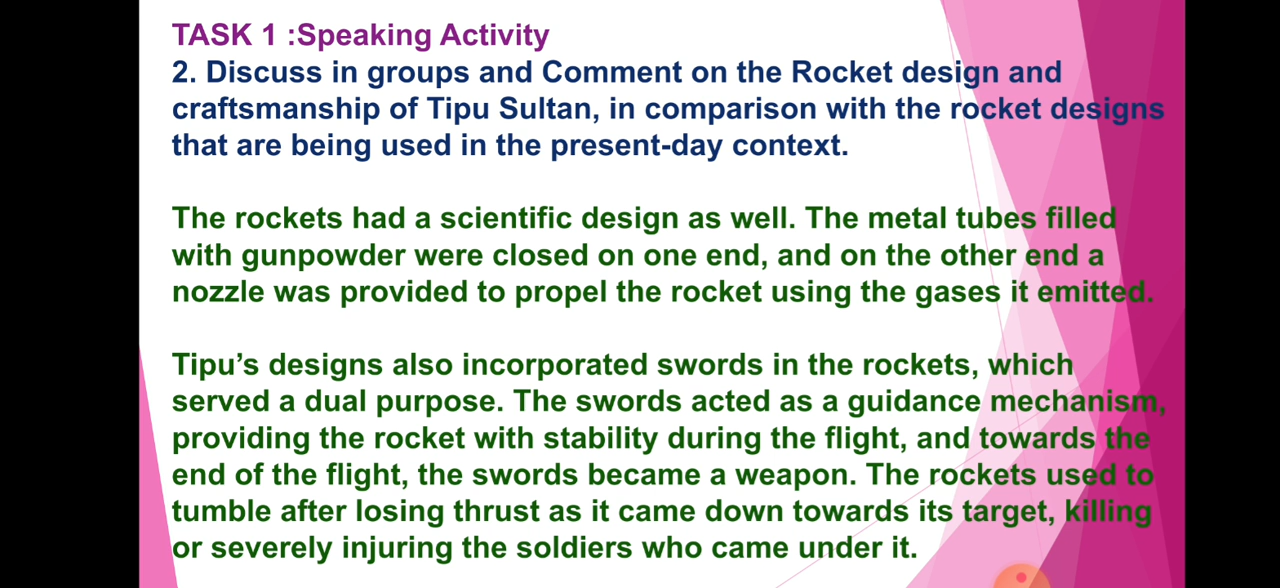 TASK 1 :Speaking Activity
2. Discuss in groups and Comment on the Rocket design and
craftsmanship of Tipu Sultan, in comparison with the rocket designs
that are being used in the present-day context.
The rockets had a scientific design as well. The metal tubes filled
with gunpowder were closed on one end, and on the other end a
nozzle was provided to propel the rocket using the gases it emitted.
Tipu’s designs also incorporated swords in the rockets, which
served a dual purpose. The swords acted as a guidance mechanism,
providing the rocket with stability during the flight, and towards the
end of the flight, the swords became a weapon. The rockets used to
tumble after losing thrust as it came down towards its target, killing
or severely injuring the soldiers who came under it.